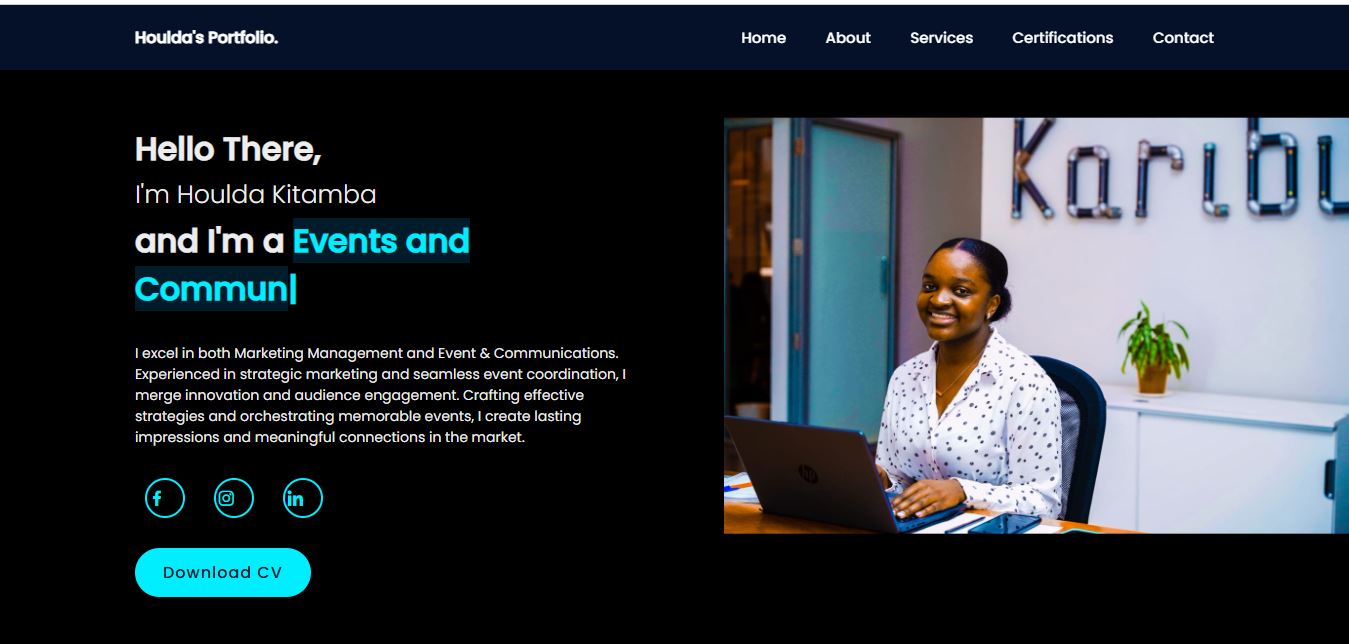 Houlda's Portfolio.
Home About Services Certifications Contact
Hello There,
I'm Houlda Kitamba
and I'm a Events and
Commun|
I excel in both Marketing Management and Event & Communications.
Experienced in strategic marketing and seamless event coordination, I
merge innovation and audience engagement. Crafting effective
strategies and orchestrating memorable events, I create lasting
impressions and meaningful connections in the market.
f
in
Download CV
Karibu
hp